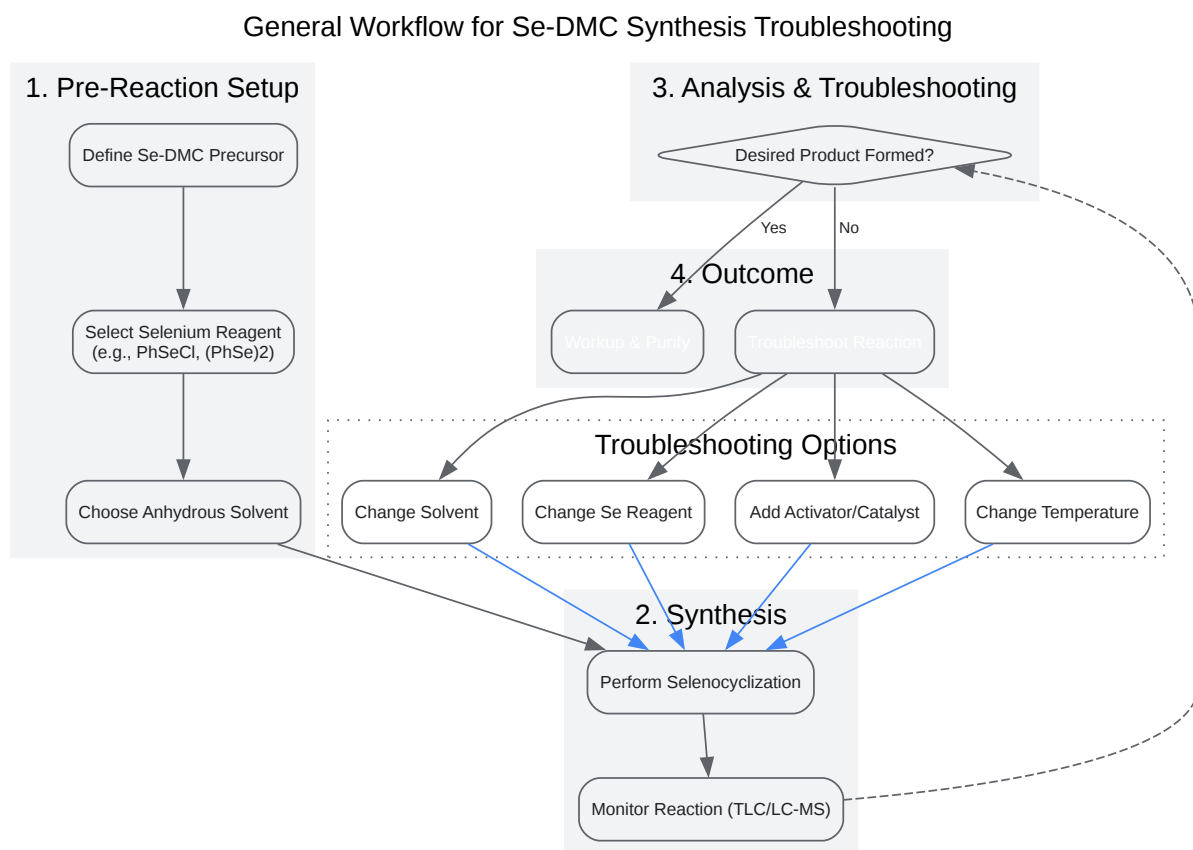 General Workflow for Se-DMC Synthesis Troubleshooting
1. Pre-Reaction Setup
Define Se-DMC Precursor
Select Selenium Reagent
(e.g., PhSeCl, (PhSe)2)
Choose Anhydrous Solvent
3. Analysis & Troubleshooting
Desired Product Formed?
Yes
No
4. Outcome
Workup & Purify
Troubleshoot Reaction
Troubleshooting Options
Change Solvent
Change Se Reagent
Add Activator/Catalyst
Change Temperature
2. Synthesis
Perform Selenocyclization
Monitor Reaction (TLC/LC-MS)